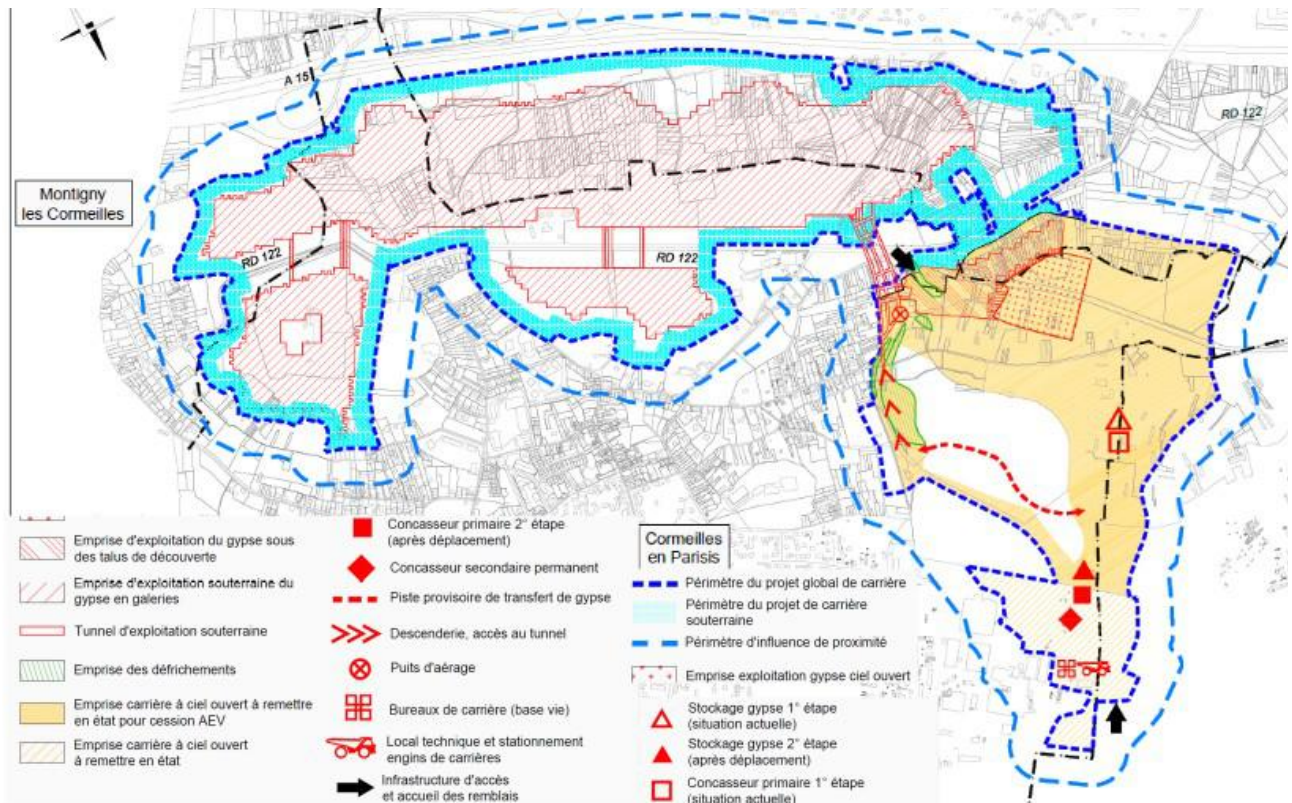 A 15
RD 122
Montigny
les Cormeilles
RD 122
RD 122
Emprise d'exploitation du gypse sous
des talus de découverte
Emprise d'exploitation souterraine du
gypse en galeries
Tunnel d'exploitation souterraine
Emprise des défrichements
Emprise carrière à ciel ouvert à remettre
en état pour cession AEV
Emprise carrière à ciel ouvert
à remettre en état
Concasseur primaire 2° étape
(après déplacement)
Concasseur secondaire permanent
Piste provisoire de transfert de gypse
Descenderie, accès au tunnel
Puits d'aérage
Bureaux de carrière (base vie)
Local technique et stationnement
engins de carrières
Infrastructure d'accès
et accueil des remblais
Cormeilles
en Parisis
Périmètre du projet global de carrière
Périmètre du projet de carrière
souterraine
Périmètre d'influence de proximité
Emprise exploitation gypse ciel ouvert
Stockage gypse 1° étape
(situation actuelle)
Stockage gypse 2° étape
(après déplacement)
Concasseur primaire 1° étape
(situation actuelle)